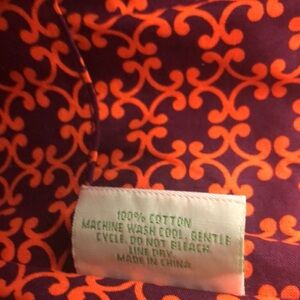 100% COTTON
MACHINE WASH COOL, GENTLE
CYCLE. DO NOT BLEACH
LINE DRY
MADE IN CHINA